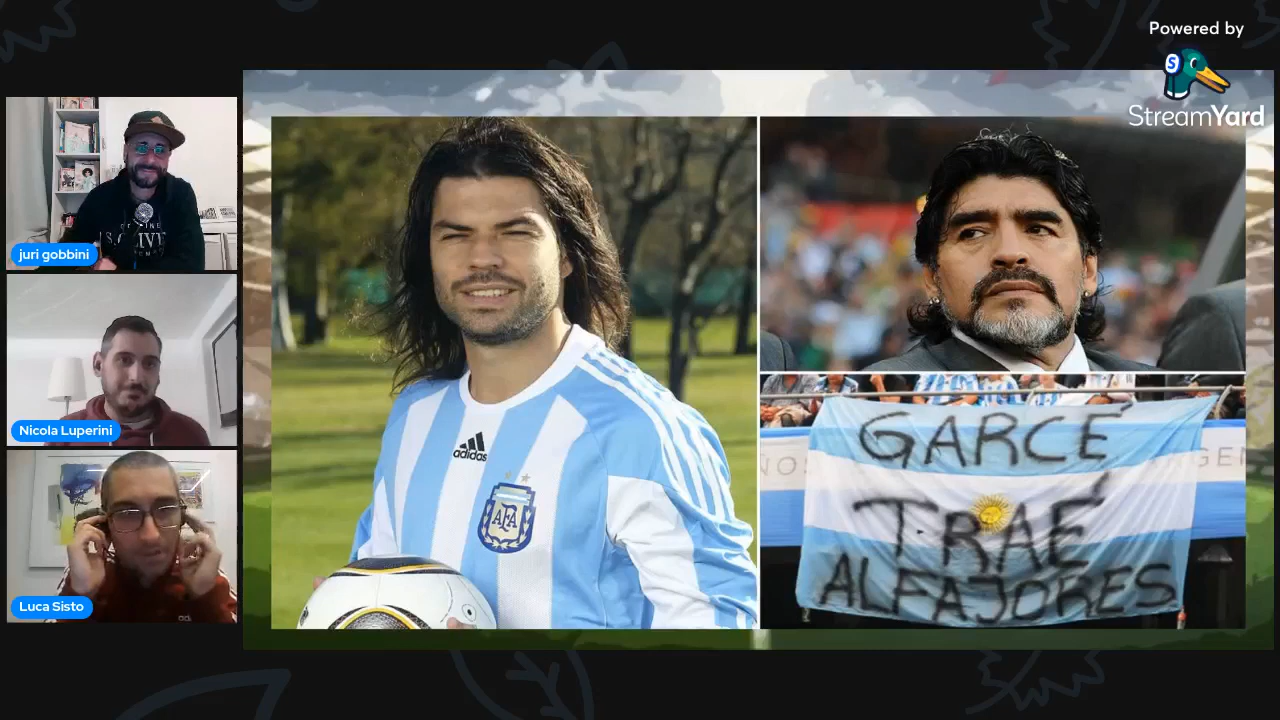 Powered by
StreamYard
juri gobbini
Nicola Luperini
Luca Sisto
adidas
AFA
GARCÉ
TRAÉ
ALFAJORES